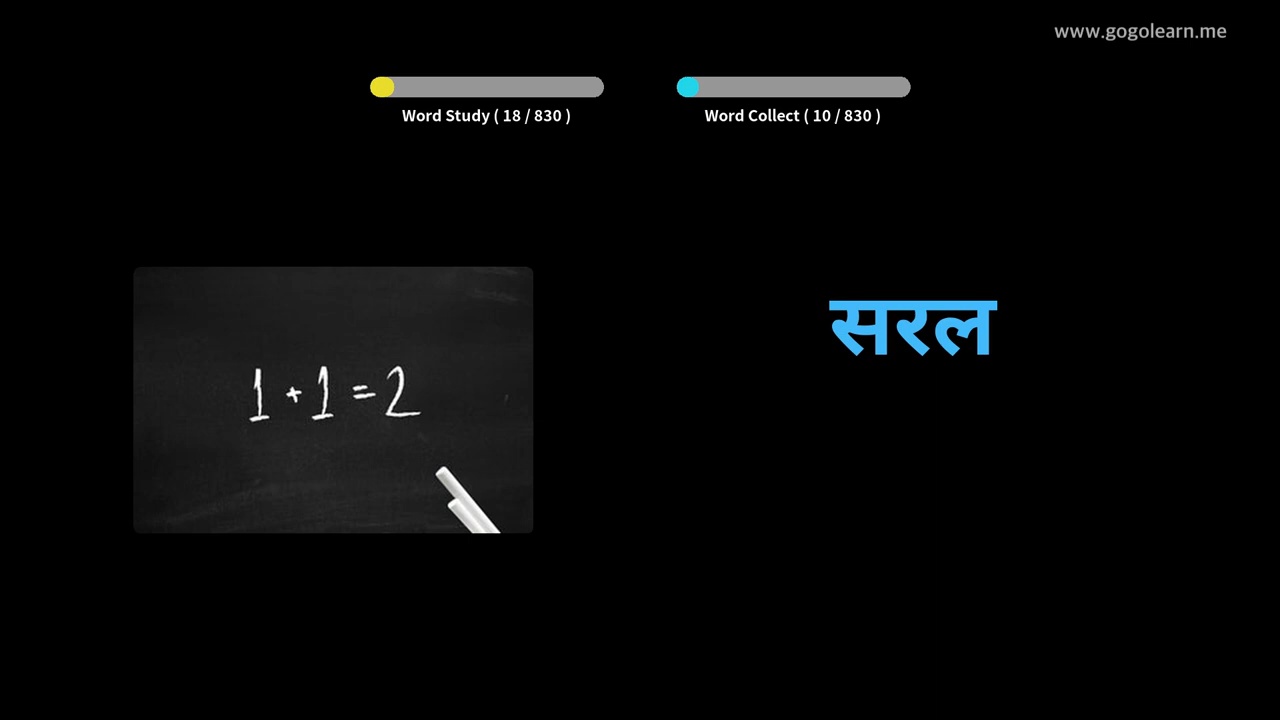 www.gogolearn.me
Word Study ( 18 / 830 )
Word Collect ( 10 / 830 )
सरल
1 + 1 = 2